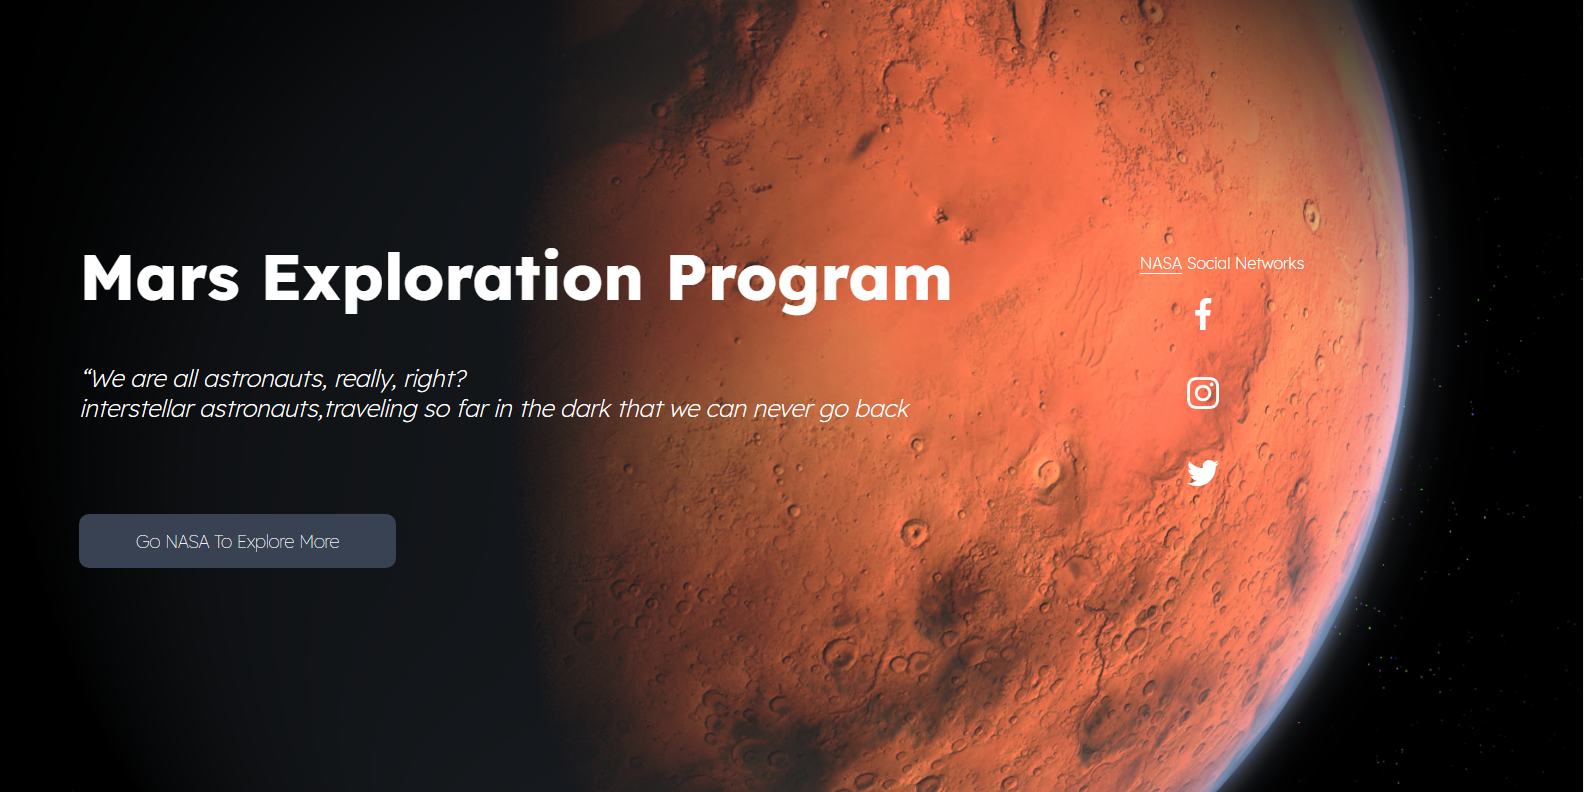 Mars Exploration Program
“We are all astronauts, really, right?
interstellar astronauts,traveling so far in the dark that we can never go back
Go NASA To Explore More
NASA Social Networks